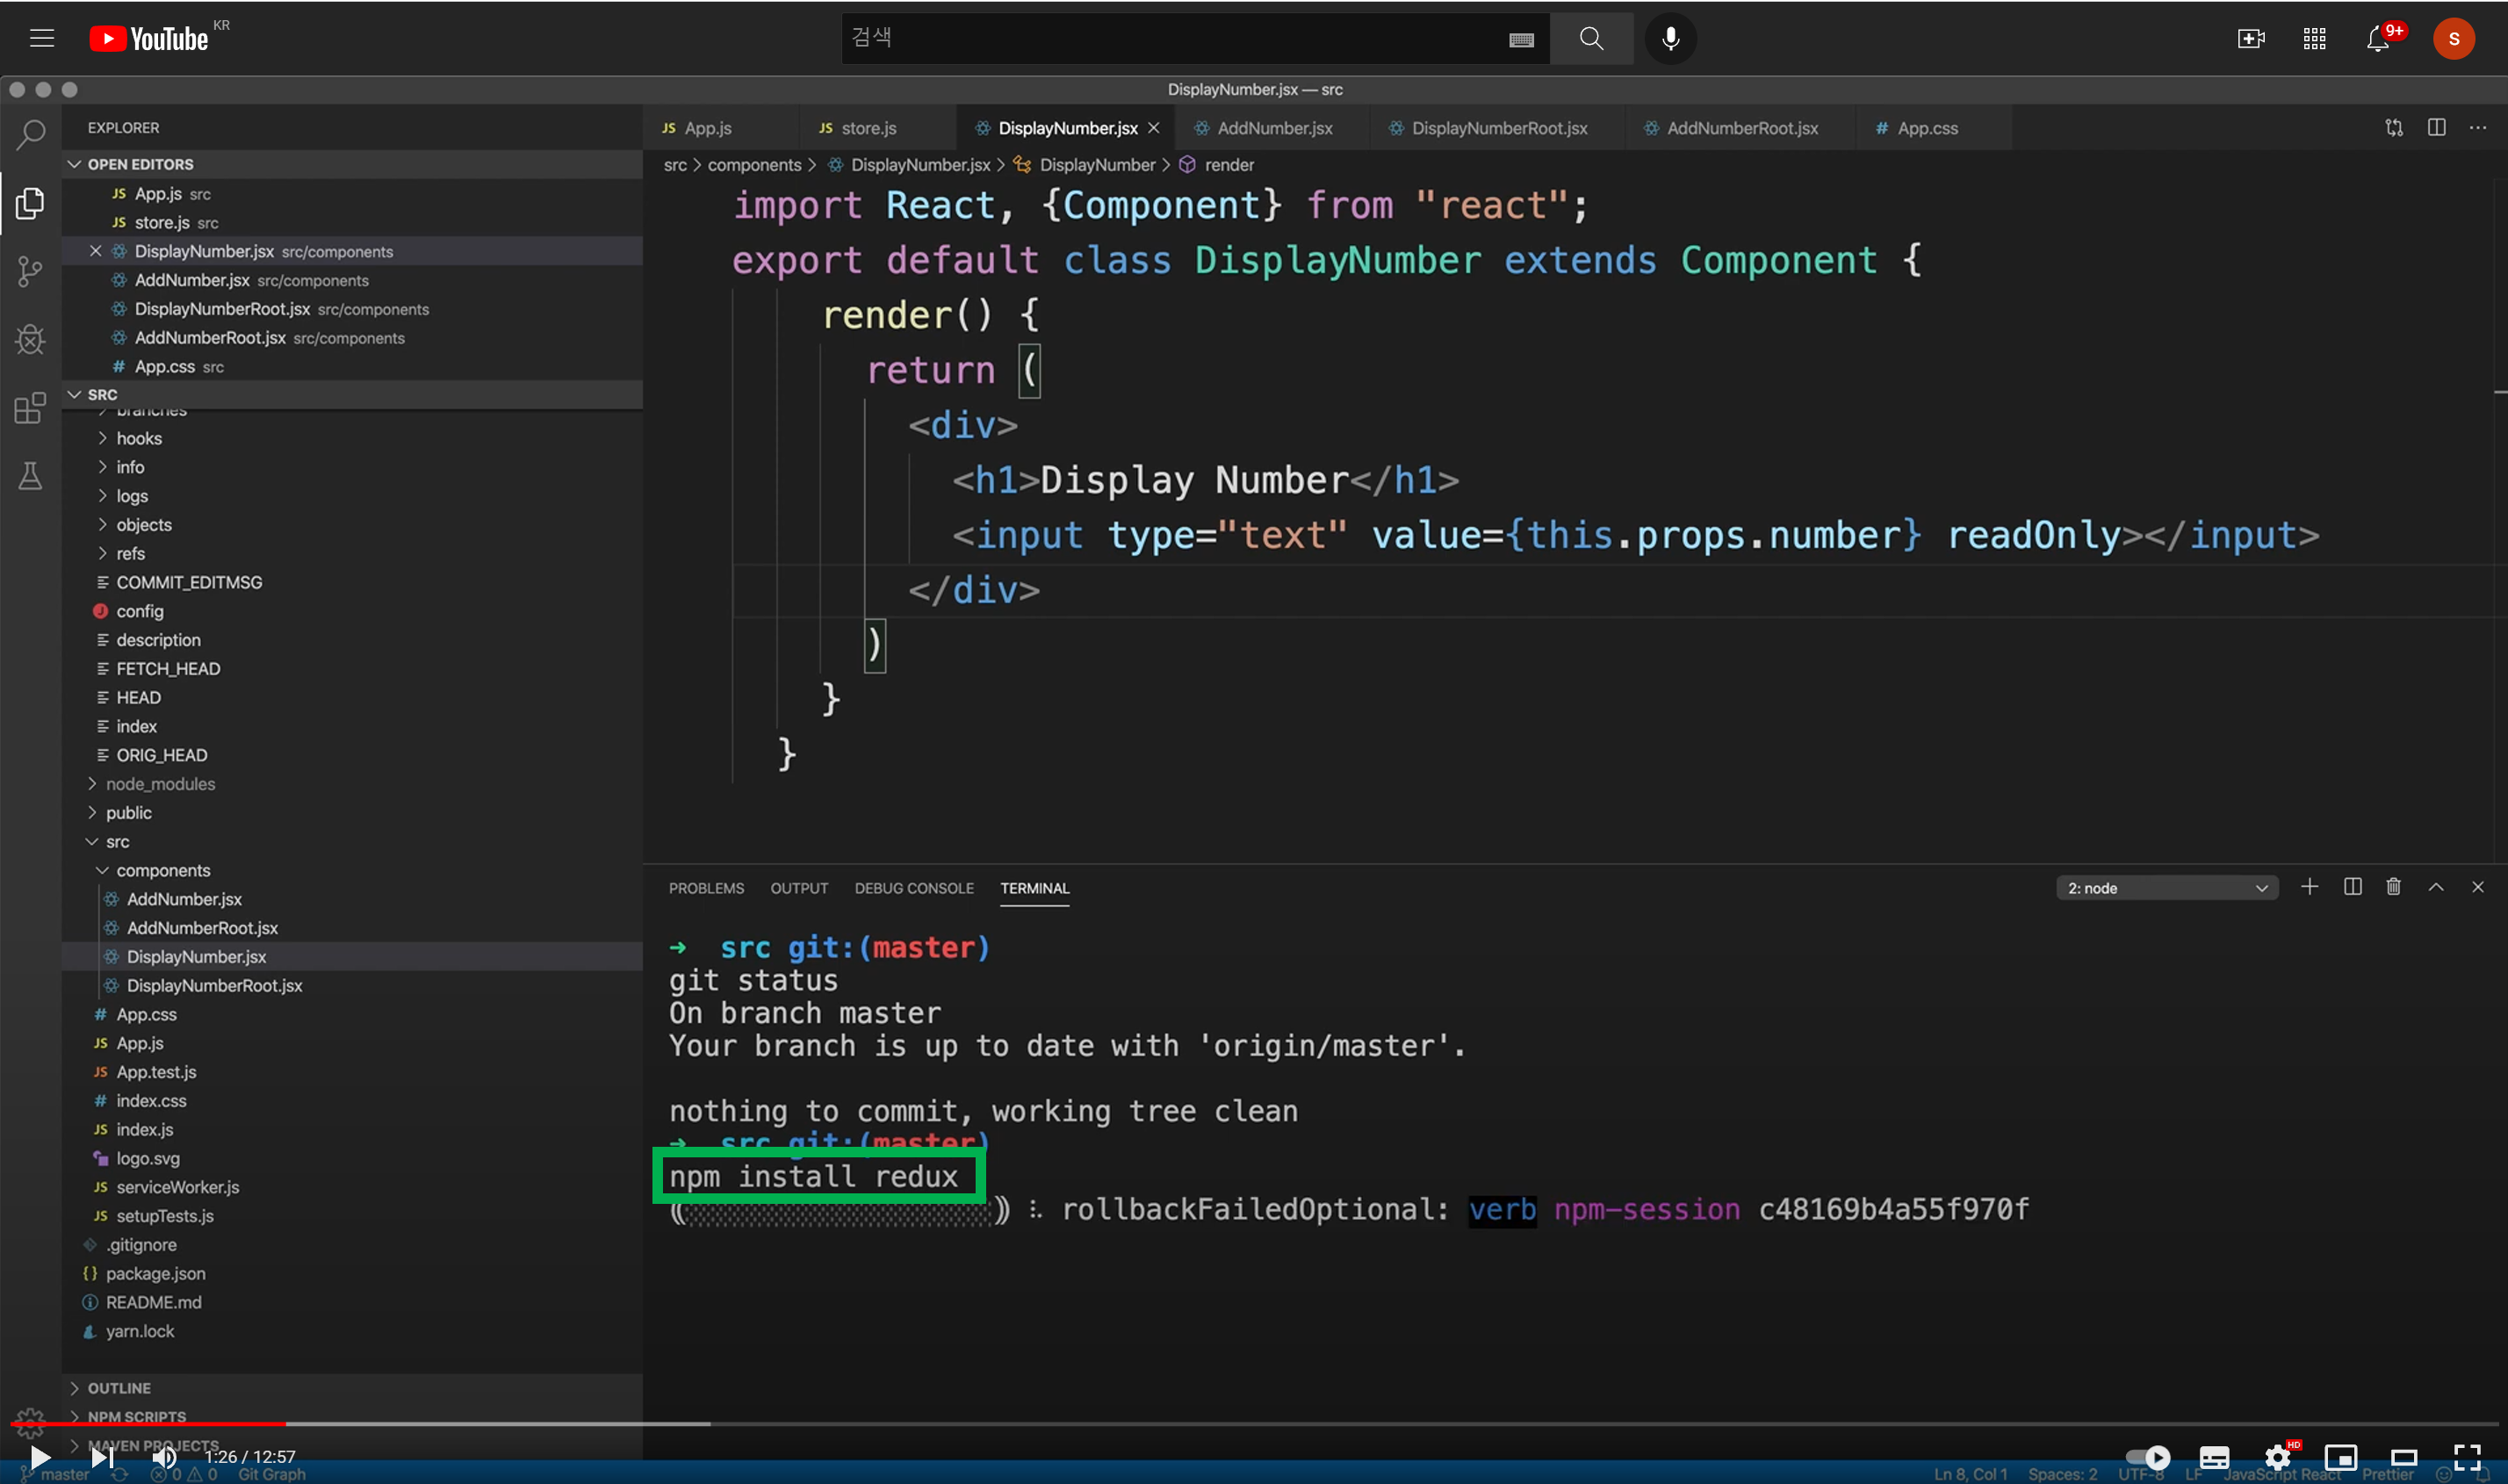 YouTube KR
검색
9+
S
DisplayNumber.jsx — src
EXPLORER
OPEN EDITORS
App.js src
store.js src
DisplayNumber.jsx src/components
AddNumber.jsx src/components
DisplayNumberRoot.jsx src/components
AddNumberRoot.jsx src/components
App.css src
SRC
branches
hooks
info
logs
objects
refs
COMMIT_EDITMSG
config
description
FETCH_HEAD
HEAD
index
ORIG_HEAD
node_modules
public
src
components
AddNumber.jsx
AddNumberRoot.jsx
DisplayNumber.jsx
DisplayNumberRoot.jsx
App.css
App.js
App.test.js
index.css
index.js
logo.svg
serviceWorker.js
setupTests.js
.gitignore
package.json
README.md
yarn.lock
OUTLINE
NPM SCRIPTS
MAVEN PROJECTS
JS App.js JS store.js DisplayNumber.jsx AddNumber.jsx DisplayNumberRoot.jsx AddNumberRoot.jsx # App.css
src > components > DisplayNumber.jsx > DisplayNumber > render
import React, {Component} from "react";
export default class DisplayNumber extends Component {
render() {
return (
<div>
<h1>Display Number</h1>
<input type="text" value={this.props.number} readOnly></input>
</div>
)
}
}
PROBLEMS OUTPUT DEBUG CONSOLE TERMINAL
2: node
➜ src git:(master)
git status
On branch master
Your branch is up to date with 'origin/master'.
nothing to commit, working tree clean
➜ src git:(master)
npm install redux
rollbackFailedOptional: verb npm-session c48169b4a55f970f
1:26 / 12:57
HD
master 0 0 Git Graph
Ln 8, Col 1 Spaces: 2 UTF-8 LF JavaScript React Prettier